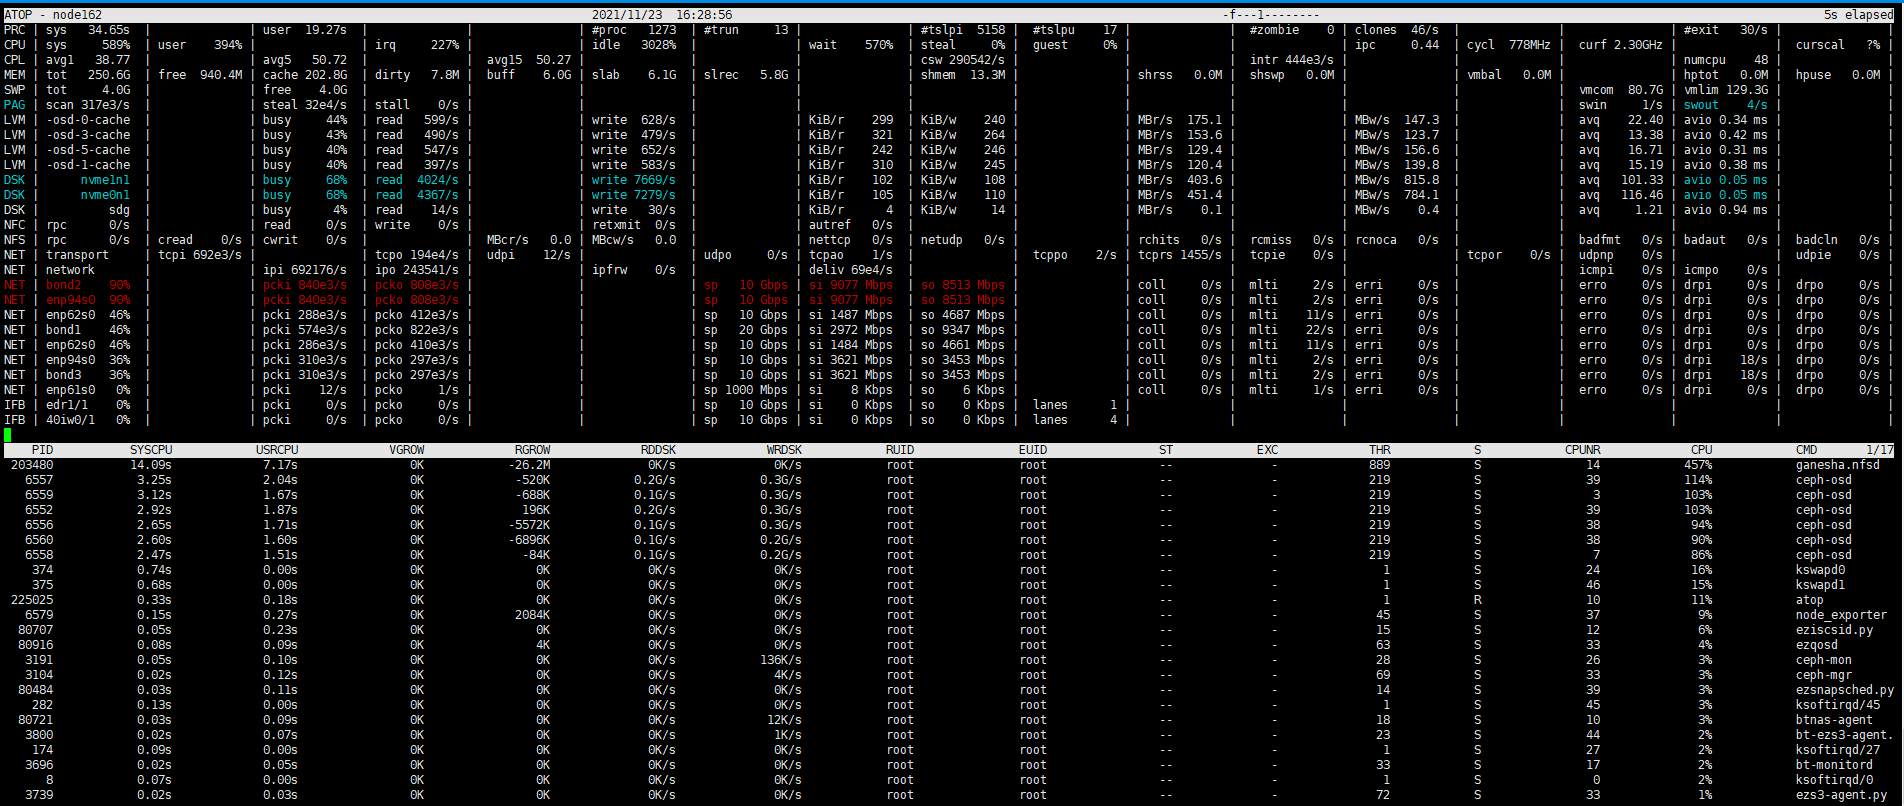 ATOP - node162 2021/11/23 16:28:56 -f---1-------- 5s elapsed
PRC | sys 34.65s | | user 19.27s | | | #proc 1273 | #trun 13 | | #tslpi 5158 | #tslpu 17 | | #zombie 0 | clones 46/s | | | #exit 30/s | |
CPU | sys 589% | user 394% | | irq 227% | | idle 3028% | | wait 570% | steal 0% | guest 0% | | | ipc 0.44 | cycl 778MHz | curf 2.30GHz | | curscal ?% |
CPL | avg1 38.77 | | avg5 50.72 | | avg15 50.27 | | | | csw 290542/s | | | intr 444e3/s | | | | numcpu 48 | |
MEM | tot 250.6G | free 940.4M | cache 202.8G | dirty 7.8M | buff 6.0G | slab 6.1G | slrec 5.8G | | shmem 13.3M | | shrss 0.0M | shswp 0.0M | | vmbal 0.0M | | hptot 0.0M | hpuse 0.0M |
SWP | tot 4.0G | | free 4.0G | | | | | | | | | | | | vmcom 80.7G | vmlim 129.3G | |
PAG | scan 317e3/s | | steal 32e4/s | stall 0/s | | | | | | | | | | | swin 1/s | swout 4/s | |
LVM | -osd-0-cache | | busy 44% | read 599/s | | write 628/s | | KiB/r 299 | KiB/w 240 | | MBr/s 175.1 | | MBw/s 147.3 | | avq 22.40 | avio 0.34 ms | |
LVM | -osd-3-cache | | busy 43% | read 490/s | | write 479/s | | KiB/r 321 | KiB/w 264 | | MBr/s 153.6 | | MBw/s 123.7 | | avq 13.38 | avio 0.42 ms | |
LVM | -osd-5-cache | | busy 40% | read 547/s | | write 652/s | | KiB/r 242 | KiB/w 246 | | MBr/s 129.4 | | MBw/s 156.6 | | avq 16.71 | avio 0.31 ms | |
LVM | -osd-1-cache | | busy 40% | read 397/s | | write 583/s | | KiB/r 310 | KiB/w 245 | | MBr/s 120.4 | | MBw/s 139.8 | | avq 15.19 | avio 0.38 ms | |
DSK | nvme1n1 | | busy 68% | read 4024/s | | write 7669/s | | KiB/r 102 | KiB/w 108 | | MBr/s 403.6 | | MBw/s 815.8 | | avq 101.33 | avio 0.05 ms | |
DSK | nvme0n1 | | busy 68% | read 4367/s | | write 7279/s | | KiB/r 105 | KiB/w 110 | | MBr/s 451.4 | | MBw/s 784.1 | | avq 116.46 | avio 0.05 ms | |
DSK | sdg | | busy 4% | read 14/s | | write 30/s | | KiB/r 4 | KiB/w 14 | | MBr/s 0.1 | | MBw/s 0.4 | | avq 1.21 | avio 0.94 ms | |
NFC | rpc 0/s | | read 0/s | write 0/s | | retxmit 0/s | | autref 0/s | | | | | | | | | |
NFS | rpc 0/s | cread 0/s | cwrit 0/s | | MBcr/s 0.0 | MBcw/s 0.0 | | nettcp 0/s | netudp 0/s | | rchits 0/s | rcmiss 0/s | rcnoca 0/s | | badfmt 0/s | badaut 0/s | badcln 0/s |
NET | transport | tcpi 692e3/s | | tcpo 194e4/s | udpi 12/s | | udpo 0/s | tcpao 1/s | | tcppo 2/s | tcprs 1455/s | tcpie 0/s | | tcpor 0/s | udpnp 0/s | | udpie 0/s |
NET | network | | ipi 692176/s | ipo 243541/s | | ipfrw 0/s | | deliv 69e4/s | | | | | | | icmpi 0/s | icmpo 0/s | |
NET | bond2 90% | | pcki 840e3/s | pcko 808e3/s | | | sp 10 Gbps | si 9077 Mbps | so 8513 Mbps | | coll 0/s | mlti 2/s | erri 0/s | | erro 0/s | drpi 0/s | drpo 0/s |
NET | enp94s0 90% | | pcki 840e3/s | pcko 808e3/s | | | sp 10 Gbps | si 9077 Mbps | so 8513 Mbps | | coll 0/s | mlti 2/s | erri 0/s | | erro 0/s | drpi 0/s | drpo 0/s |
NET | enp62s0 46% | | pcki 288e3/s | pcko 412e3/s | | | sp 10 Gbps | si 1487 Mbps | so 4687 Mbps | | coll 0/s | mlti 11/s | erri 0/s | | erro 0/s | drpi 0/s | drpo 0/s |
NET | bond1 46% | | pcki 574e3/s | pcko 822e3/s | | | sp 20 Gbps | si 2972 Mbps | so 9347 Mbps | | coll 0/s | mlti 22/s | erri 0/s | | erro 0/s | drpi 0/s | drpo 0/s |
NET | enp62s0 46% | | pcki 286e3/s | pcko 410e3/s | | | sp 10 Gbps | si 1484 Mbps | so 4661 Mbps | | coll 0/s | mlti 11/s | erri 0/s | | erro 0/s | drpi 0/s | drpo 0/s |
NET | enp94s0 36% | | pcki 310e3/s | pcko 297e3/s | | | sp 10 Gbps | si 3621 Mbps | so 3453 Mbps | | coll 0/s | mlti 2/s | erri 0/s | | erro 0/s | drpi 18/s | drpo 0/s |
NET | bond3 36% | | pcki 310e3/s | pcko 297e3/s | | | sp 10 Gbps | si 3621 Mbps | so 3453 Mbps | | coll 0/s | mlti 2/s | erri 0/s | | erro 0/s | drpi 18/s | drpo 0/s |
NET | enp61s0 0% | | pcki 12/s | pcko 1/s | | | sp 1000 Mbps | si 8 Kbps | so 6 Kbps | | coll 0/s | mlti 1/s | erri 0/s | | erro 0/s | drpi 0/s | drpo 0/s |
IFB | edr1/1 0% | | pcki 0/s | pcko 0/s | | | sp 10 Gbps | si 0 Kbps | so 0 Kbps | lanes 1 | | | | | | | |
IFB | 40iw0/1 0% | | pcki 0/s | pcko 0/s | | | sp 10 Gbps | si 0 Kbps | so 0 Kbps | lanes 4 | | | | | | | |
PID SYSCPU USRCPU VGROW RGROW RDDSK WRDSK RUID EUID ST EXC THR S CPUNR CPU CMD 1/17
203480 14.09s 7.17s 0K -26.2M 0K/s 0K/s root root -- - 889 S 14 457% ganesha.nfsd
6557 3.25s 2.04s 0K -520K 0.2G/s 0.3G/s root root -- - 219 S 39 114% ceph-osd
6559 3.12s 1.67s 0K -688K 0.1G/s 0.3G/s root root -- - 219 S 3 103% ceph-osd
6552 2.92s 1.87s 0K 196K 0.2G/s 0.3G/s root root -- - 219 S 39 103% ceph-osd
6556 2.65s 1.71s 0K -5572K 0.1G/s 0.3G/s root root -- - 219 S 38 94% ceph-osd
6560 2.60s 1.60s 0K -6896K 0.1G/s 0.2G/s root root -- - 219 S 38 90% ceph-osd
6558 2.47s 1.51s 0K -84K 0.1G/s 0.2G/s root root -- - 219 S 7 86% ceph-osd
374 0.74s 0.00s 0K 0K 0K/s 0K/s root root -- - 1 S 24 16% kswapd0
375 0.68s 0.00s 0K 0K 0K/s 0K/s root root -- - 1 S 46 15% kswapd1
225025 0.33s 0.18s 0K 0K 0K/s 0K/s root root -- - 1 R 10 11% atop
6579 0.15s 0.27s 0K 2084K 0K/s 0K/s root root -- - 45 S 37 9% node_exporter
80707 0.05s 0.23s 0K 0K 0K/s 0K/s root root -- - 15 S 12 6% eziscsid.py
80916 0.08s 0.09s 0K 4K 0K/s 0K/s root root -- - 63 S 33 4% ezqosd
3191 0.05s 0.10s 0K 0K 0K/s 136K/s root root -- - 28 S 26 3% ceph-mon
3104 0.02s 0.12s 0K 0K 0K/s 4K/s root root -- - 69 S 33 3% ceph-mgr
80484 0.03s 0.11s 0K 0K 0K/s 0K/s root root -- - 14 S 39 3% ezsnapsched.py
282 0.13s 0.00s 0K 0K 0K/s 0K/s root root -- - 1 S 45 3% ksoftirqd/45
80721 0.03s 0.09s 0K 0K 0K/s 12K/s root root -- - 18 S 10 3% btnas-agent
3800 0.02s 0.07s 0K 0K 0K/s 1K/s root root -- - 23 S 44 2% bt-ezs3-agent.
174 0.09s 0.00s 0K 0K 0K/s 0K/s root root -- - 1 S 27 2% ksoftirqd/27
3696 0.02s 0.05s 0K 0K 0K/s 0K/s root root -- - 33 S 17 2% bt-monitord
8 0.07s 0.00s 0K 0K 0K/s 0K/s root root -- - 1 S 0 2% ksoftirqd/0
3739 0.02s 0.03s 0K 0K 0K/s 0K/s root root -- - 72 S 33 1% ezs3-agent.py